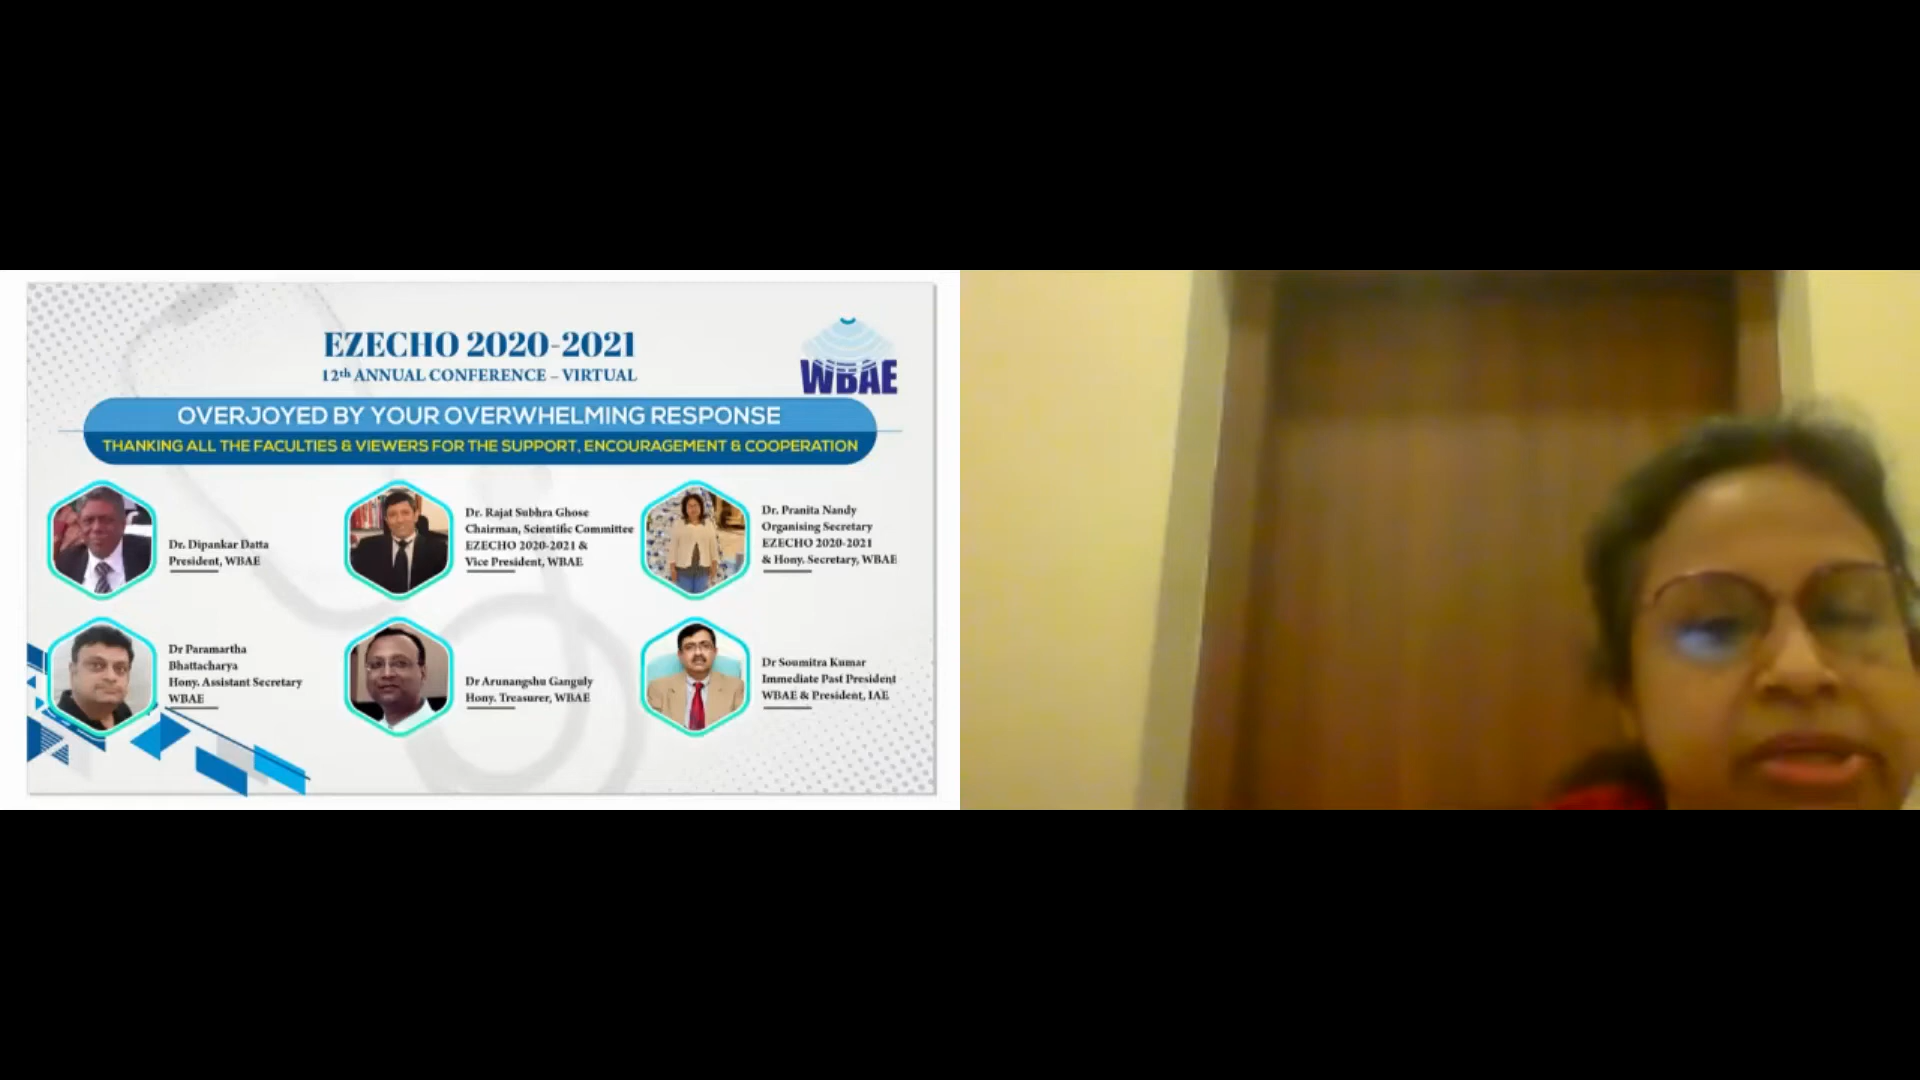 EZECHO 2020-2021
12th ANNUAL CONFERENCE – VIRTUAL
WBAE
OVERJOYED BY YOUR OVERWHELMING RESPONSE
THANKING ALL THE FACULTIES & VIEWERS FOR THE SUPPORT, ENCOURAGEMENT & COOPERATION
Dr. Dipankar Datta
President, WBAE
Dr. Rajat Subhra Ghose
Chairman, Scientific Committee
EZECHO 2020-2021 &
Vice President, WBAE
Dr. Pranita Nandy
Organising Secretary
EZECHO 2020-2021
& Hony. Secretary, WBAE
Dr Paramartha
Bhattacharya
Hony. Assistant Secretary
WBAE
Dr Arunangshu Ganguly
Hony. Treasurer, WBAE
Dr Soumitra Kumar
Immediate Past President
WBAE & President, IAE